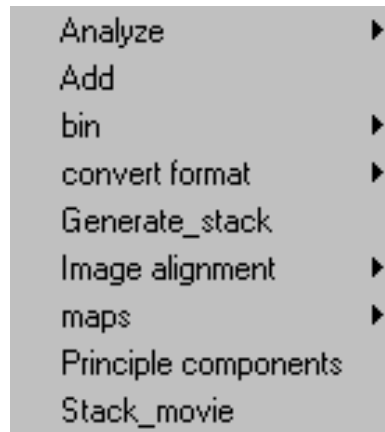 Analyze
Add
bin
convert format
Generate_stack
Image alignment
maps
Principle components
Stack_movie